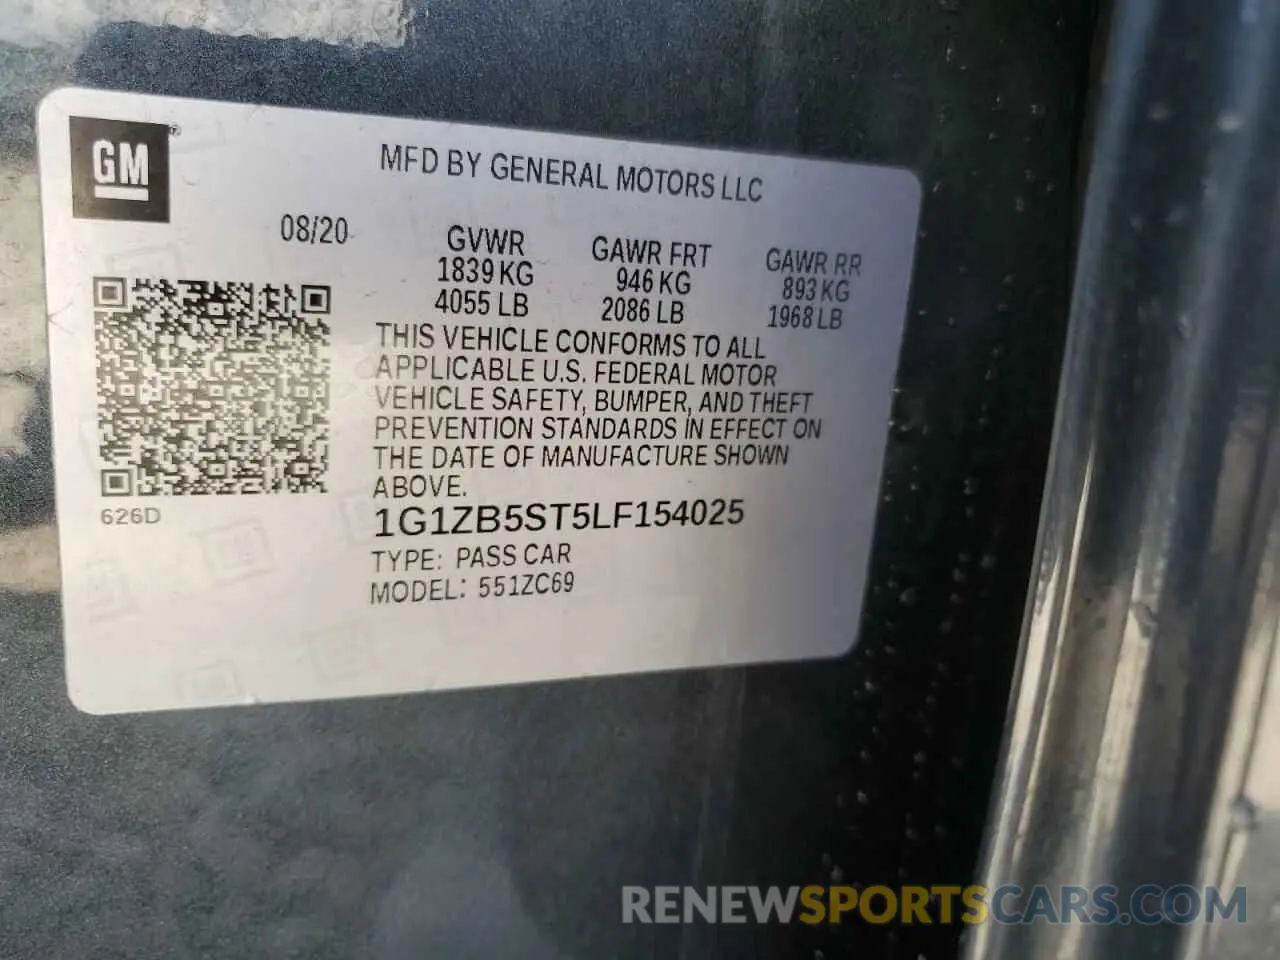 GM
MFD BY GENERAL MOTORS LLC
08/20
GVWR
1839 KG
4055 LB
GAWR FRT
946 KG
2086 LB
GAWR RR
893 KG
1968 LB
THIS VEHICLE CONFORMS TO ALL
APPLICABLE U.S. FEDERAL MOTOR
VEHICLE SAFETY, BUMPER, AND THEFT
PREVENTION STANDARDS IN EFFECT ON
THE DATE OF MANUFACTURE SHOWN
ABOVE.
626D
1G1ZB5ST5LF154025
TYPE: PASS CAR
MODEL: 551ZC69
RENEWSPORTSCARS.COM